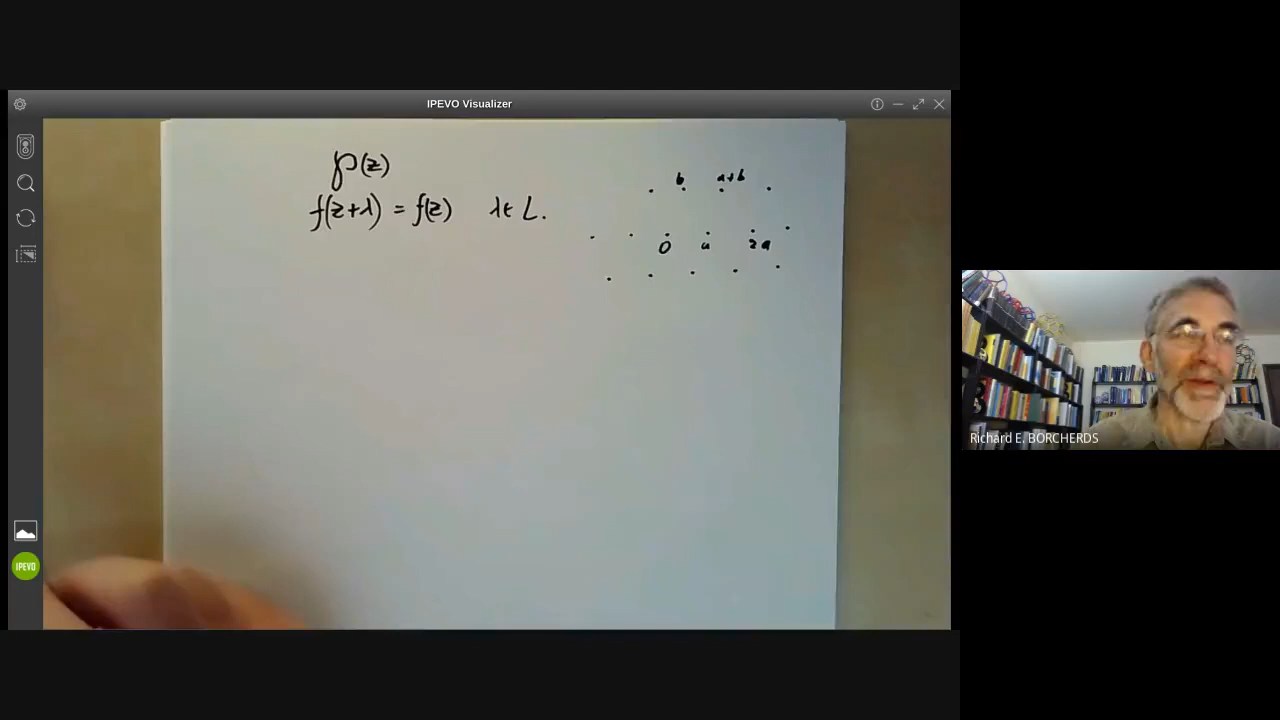 IPEVO Visualizer
℘(z)
f(z+λ) = f(z) λ∈ L.
b a+b
0 a 2a
IPEVO
Richard E. BORCHERDS